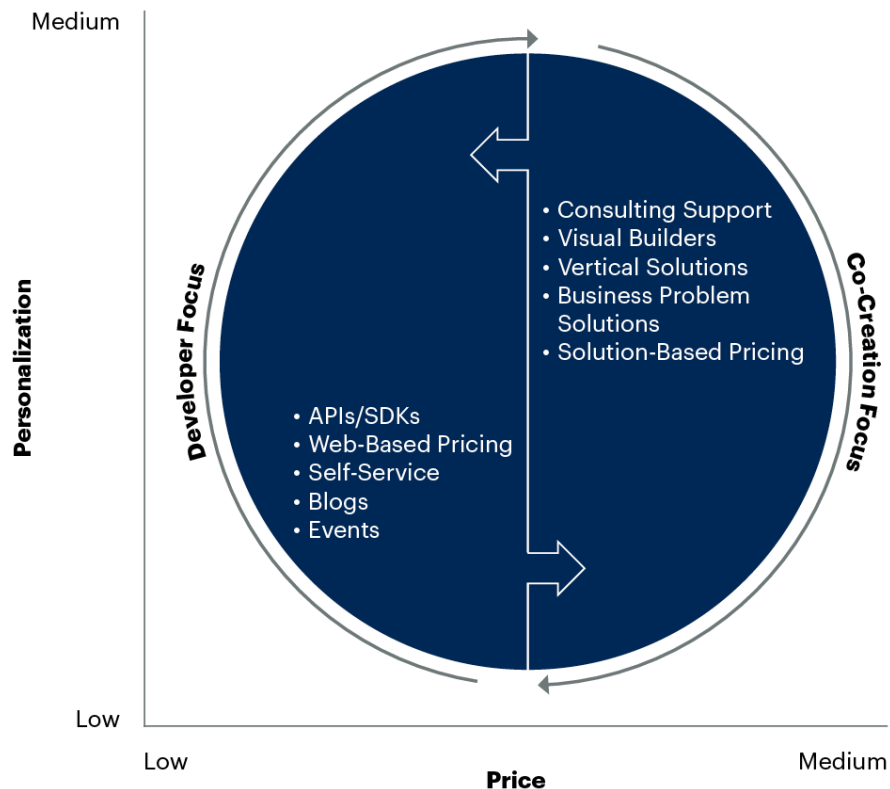 Medium
Personalization
Developer Focus
• Consulting Support
• Visual Builders
• Vertical Solutions
• Business Problem
Solutions
• Solution-Based Pricing
Co-Creation Focus
• APIs/SDKs
• Web-Based Pricing
• Self-Service
• Blogs
• Events
Low
Low
Medium
Price